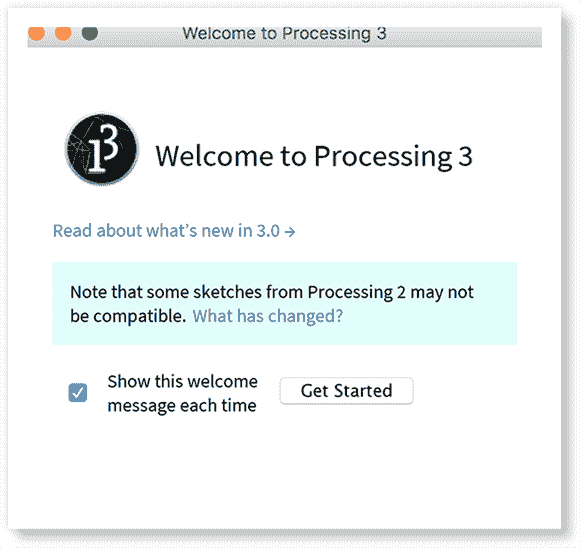 Welcome to Processing 3
Welcome to Processing 3
Read about what's new in 3.0 →
Note that some sketches from Processing 2 may not
be compatible. What has changed?
Show this welcome
message each time
Get Started